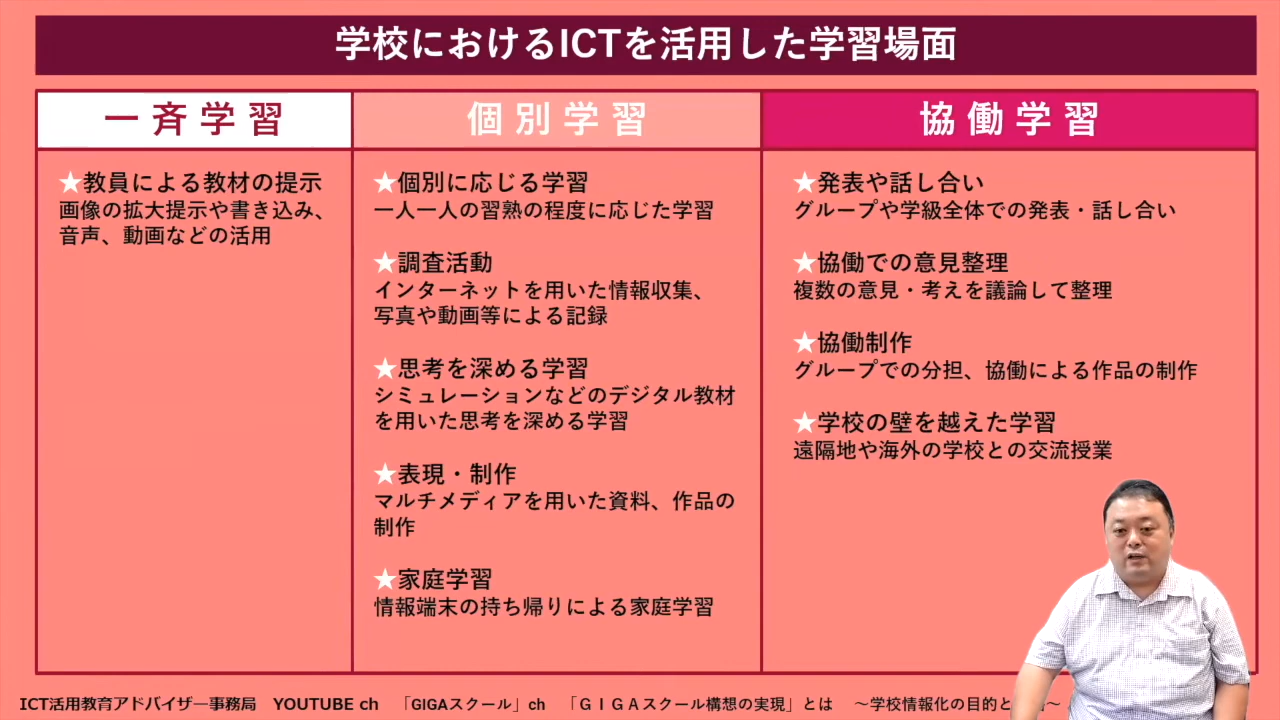 学校におけるICTを活用した学習場面
一斉学習
★教員による教材の提示
画像の拡大提示や書き込み、
音声、動画などの活用
個別学習
★個別に応じる学習
一人一人の習熟の程度に応じた学習
★調査活動
インターネットを用いた情報収集、
写真や動画等による記録
★思考を深める学習
シミュレーションなどのデジタル教材
を用いた思考を深める学習
★表現・制作
マルチメディアを用いた資料、作品の
制作
★家庭学習
情報端末の持ち帰りによる家庭学習
協働学習
★発表や話し合い
グループや学級全体での発表・話し合い
★協働での意見整理
複数の意見・考えを議論して整理
★協働制作
グループでの分担、協働による作品の制作
★学校の壁を越えた学習
遠隔地や海外の学校との交流授業
ICT活用教育アドバイザー事務局 YOUTUBE ch 「GIGAスクール」ch 「ＧＩＧＡスクール構想の実現」とは ～学校情報化の目的と